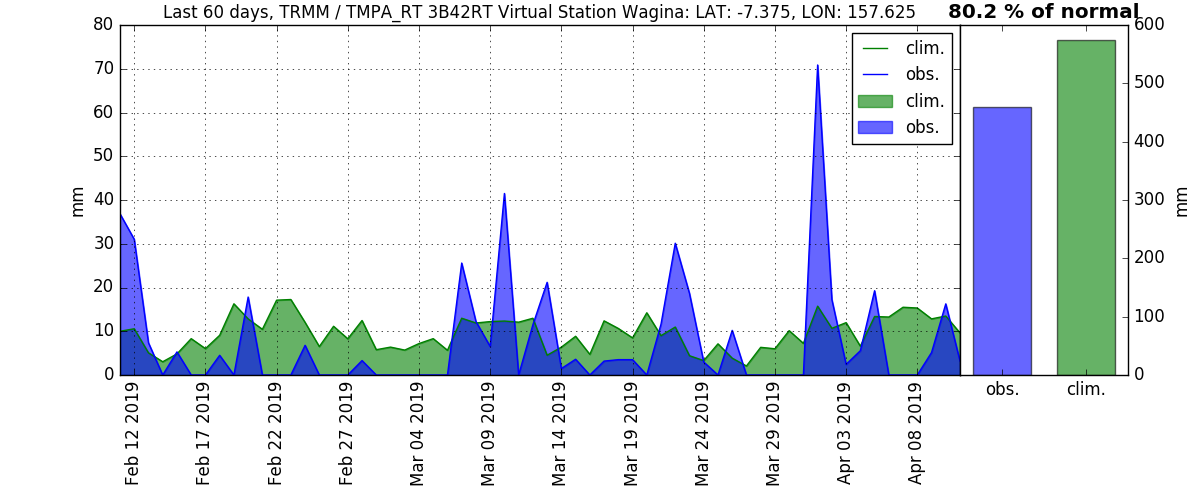 Last 60 days, TRMM / TMPA_RT 3B42RT Virtual Station Wagina: LAT: -7.375, LON: 157.625
80.2 % of normal
80
70
60
50
40
30
20
10
0
mm
clim.
obs.
clim.
obs.
600
500
400
300
200
100
0
mm
obs.
clim.
Feb 12 2019
Feb 17 2019
Feb 22 2019
Feb 27 2019
Mar 04 2019
Mar 09 2019
Mar 14 2019
Mar 19 2019
Mar 24 2019
Mar 29 2019
Apr 03 2019
Apr 08 2019